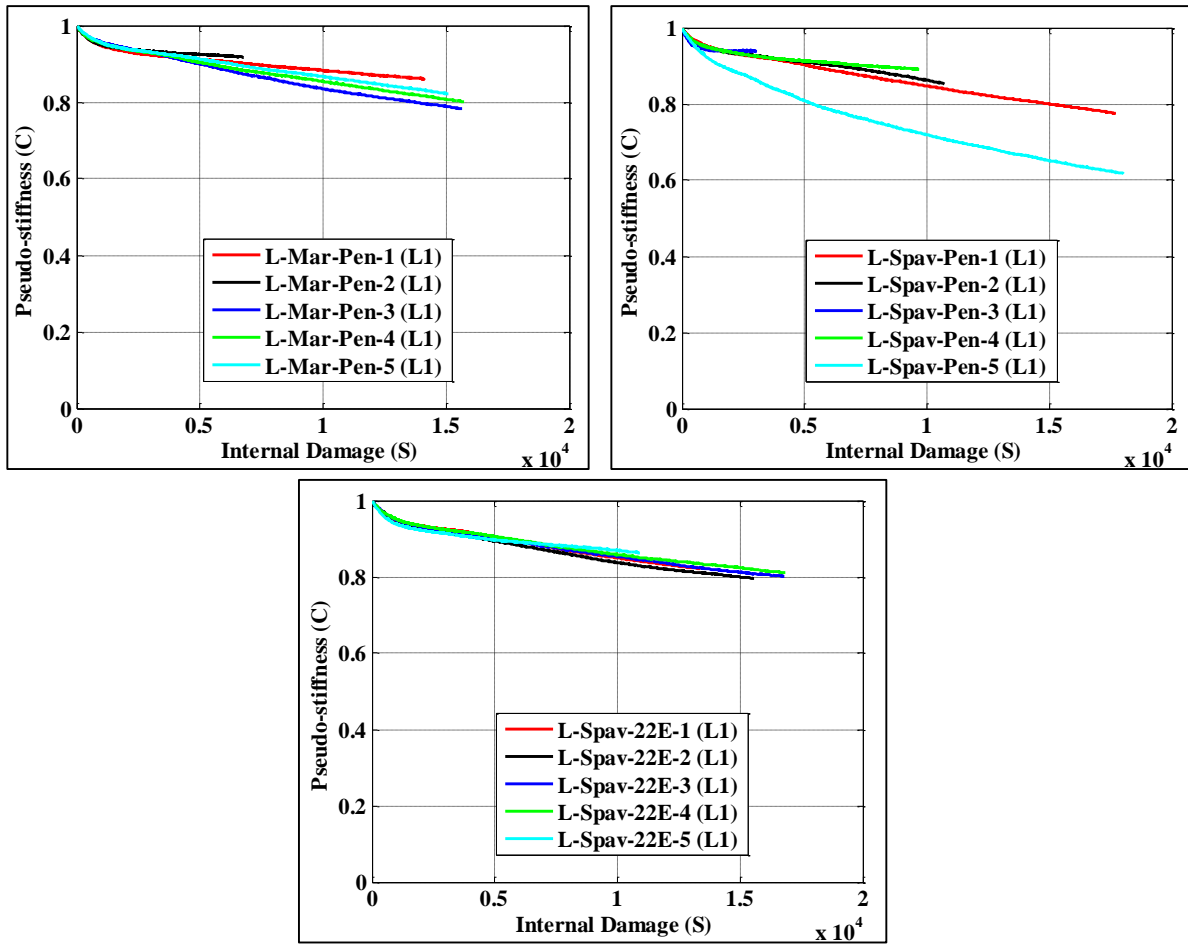 Pseudo-stiffness (C)
1
0.8
0.6
0.4
0.2
0
L-Mar-Pen-1 (L1)
L-Mar-Pen-2 (L1)
L-Mar-Pen-3 (L1)
L-Mar-Pen-4 (L1)
L-Mar-Pen-5 (L1)
0 0.5 1 1.5 2
Internal Damage (S)
x 10^4
Pseudo-stiffness (C)
1
0.8
0.6
0.4
0.2
0
L-Spav-Pen-1 (L1)
L-Spav-Pen-2 (L1)
L-Spav-Pen-3 (L1)
L-Spav-Pen-4 (L1)
L-Spav-Pen-5 (L1)
0 0.5 1 1.5 2
Internal Damage (S)
x 10^4
Pseudo-stiffness (C)
1
0.8
0.6
0.4
0.2
0
L-Spav-22E-1 (L1)
L-Spav-22E-2 (L1)
L-Spav-22E-3 (L1)
L-Spav-22E-4 (L1)
L-Spav-22E-5 (L1)
0 0.5 1 1.5 2
Internal Damage (S)
x 10^4